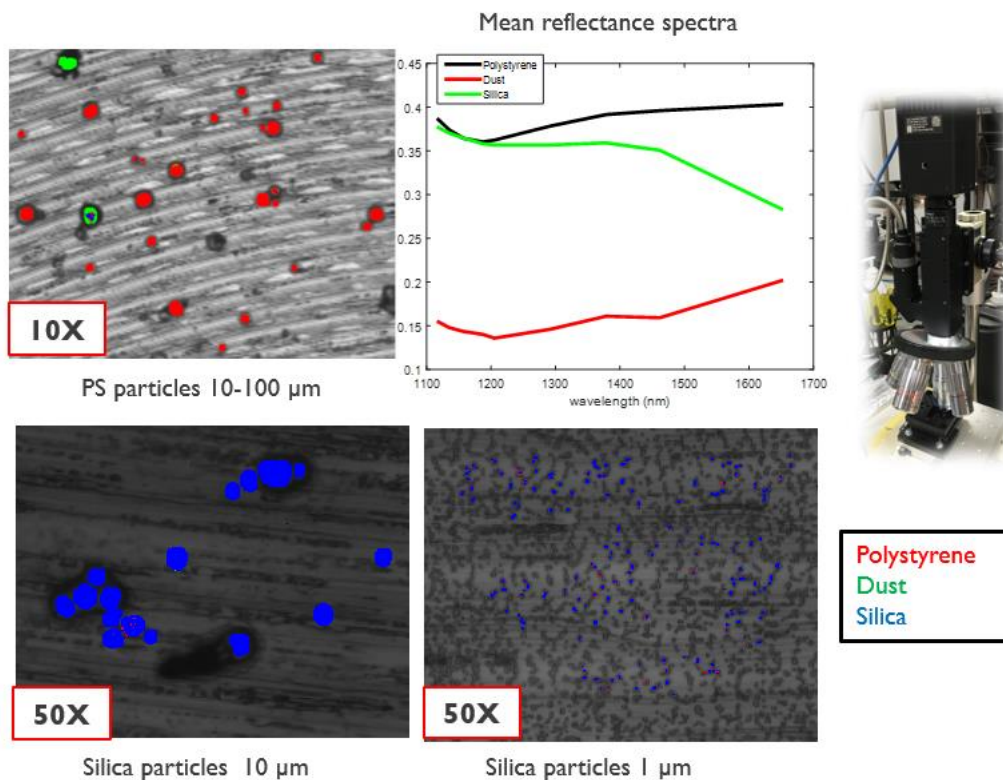 Mean reflectance spectra
Polystyrene
Dust
Silica
0.45
0.4
0.35
0.3
0.25
0.2
0.15
0.1
1100
1200
1300
1400
1500
1600
1700
wavelength (nm)
10X
PS particles 10-100 µm
50X
Silica particles 10 µm
50X
Silica particles 1 µm
Polystyrene
Dust
Silica